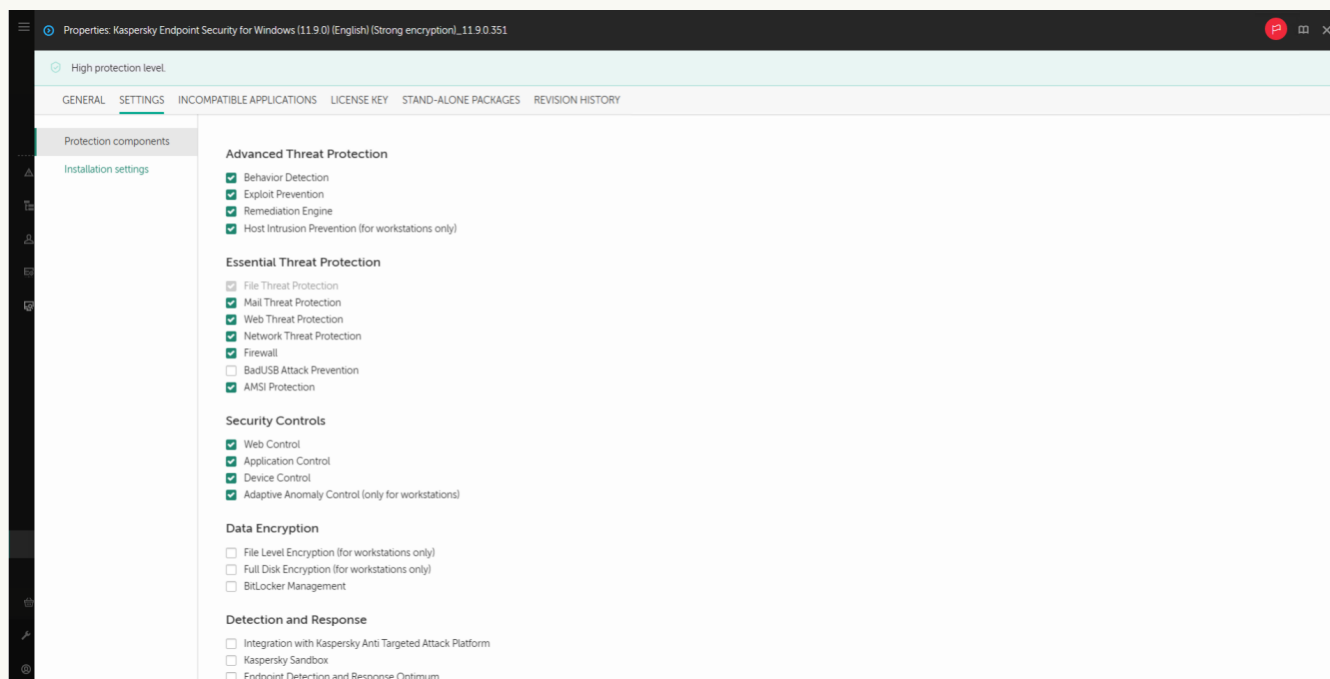 Properties: Kaspersky Endpoint Security for Windows (11.9.0) (English) (Strong encryption)_11.9.0.351
High protection level.
GENERAL SETTINGS INCOMPATIBLE APPLICATIONS LICENSE KEY STAND-ALONE PACKAGES REVISION HISTORY
Protection components
Installation settings
Advanced Threat Protection
Behavior Detection
Exploit Prevention
Remediation Engine
Host Intrusion Prevention (for workstations only)
Essential Threat Protection
File Threat Protection
Mail Threat Protection
Web Threat Protection
Network Threat Protection
Firewall
BadUSB Attack Prevention
AMSI Protection
Security Controls
Web Control
Application Control
Device Control
Adaptive Anomaly Control (only for workstations)
Data Encryption
File Level Encryption (for workstations only)
Full Disk Encryption (for workstations only)
BitLocker Management
Detection and Response
Integration with Kaspersky Anti Targeted Attack Platform
Kaspersky Sandbox
Endpoint Detection and Response Optimum